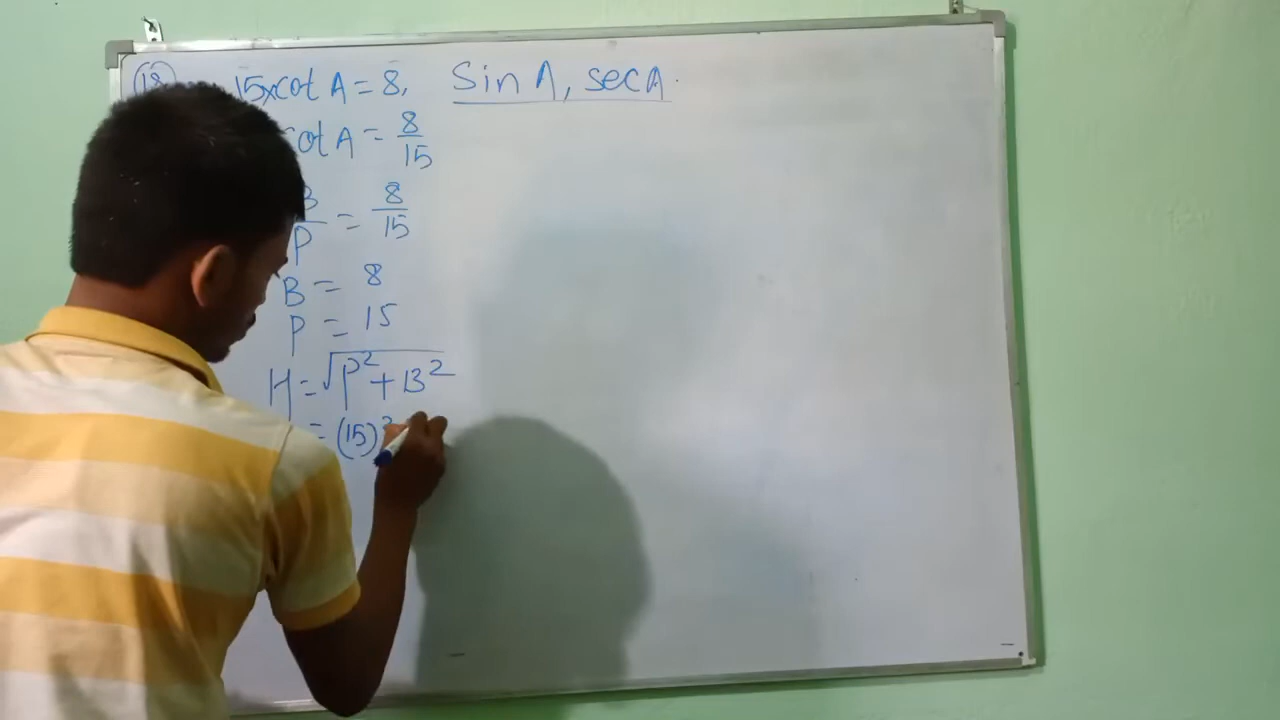 (18) 15xcot A = 8, Sin A, sec A.
cot A = 8/15
B/P = 8/15
B = 8
P = 15
H = √P²+B²
= (15)²